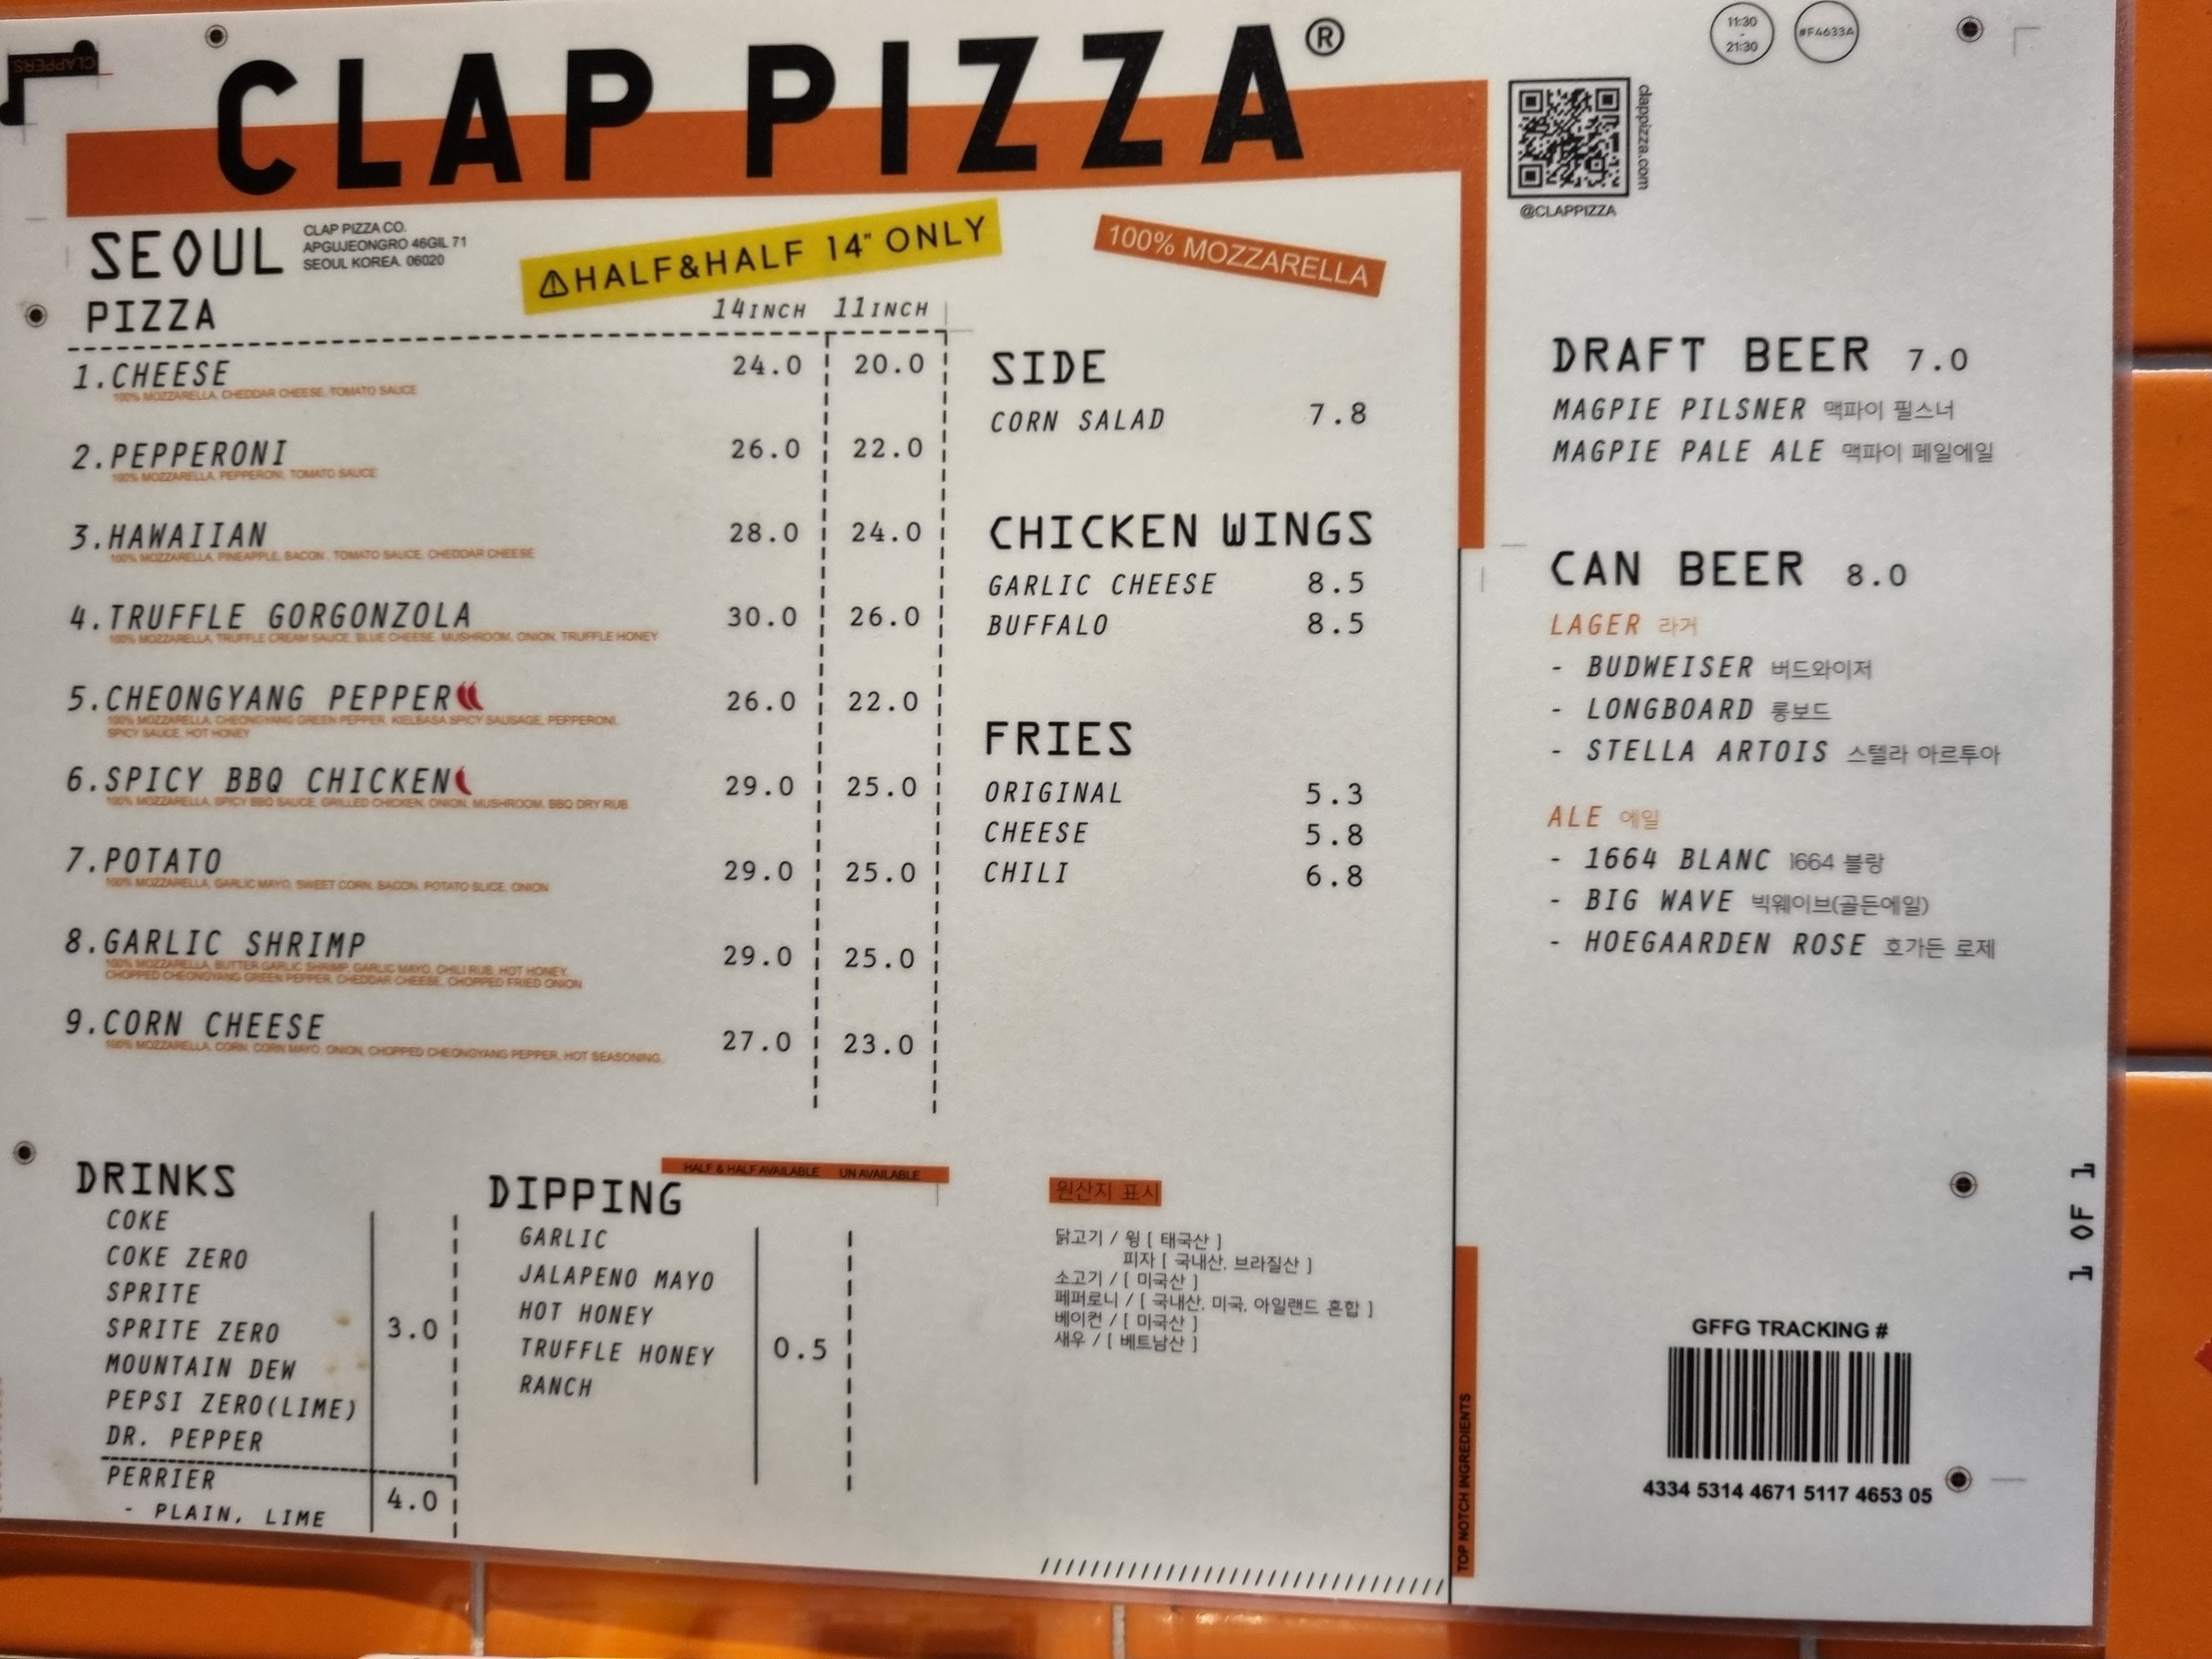 CLAPPERS
CLAP PIZZA®
11:30
-
21:30
#F4633A
clappizza.com
@CLAPPIZZA
SEOUL
CLAP PIZZA CO.
APGUJEONGRO 46GIL 71
SEOUL KOREA. 06020
⚠HALF&HALF 14" ONLY
100% MOZZARELLA
PIZZA 14INCH 11INCH
1.CHEESE 24.0 20.0
100% MOZZARELLA, CHEDDAR CHEESE, TOMATO SAUCE
2.PEPPERONI 26.0 22.0
100% MOZZARELLA, PEPPERONI, TOMATO SAUCE
3.HAWAIIAN 28.0 24.0
100% MOZZARELLA, PINEAPPLE, BACON , TOMATO SAUCE, CHEDDAR CHEESE
4.TRUFFLE GORGONZOLA 30.0 26.0
100% MOZZARELLA, TRUFFLE CREAM SAUCE, BLUE CHEESE, MUSHROOM, ONION, TRUFFLE HONEY
5.CHEONGYANG PEPPER 26.0 22.0
100% MOZZARELLA, CHEONGYANG GREEN PEPPER, KIELBASA SPICY SAUSAGE, PEPPERONI,
SPICY SAUCE, HOT HONEY
6.SPICY BBQ CHICKEN 29.0 25.0
100% MOZZARELLA, SPICY BBQ SAUCE, GRILLED CHICKEN, ONION, MUSHROOM, BBQ DRY RUB
7.POTATO 29.0 25.0
100% MOZZARELLA, GARLIC MAYO, SWEET CORN, BACON, POTATO SLICE, ONION
8.GARLIC SHRIMP 29.0 25.0
100% MOZZARELLA, BUTTER GARLIC SHRIMP, GARLIC MAYO, CHILI RUB, HOT HONEY,
CHOPPED CHEONGYANG GREEN PEPPER, CHEDDAR CHEESE, CHOPPED FRIED ONION
9.CORN CHEESE 27.0 23.0
100% MOZZARELLA, CORN, CORN MAYO, ONION, CHOPPED CHEONGYANG PEPPER, HOT SEASONING,
HALF & HALF AVAILABLE UN AVAILABLE
SIDE
CORN SALAD 7.8
CHICKEN WINGS
GARLIC CHEESE 8.5
BUFFALO 8.5
FRIES
ORIGINAL 5.3
CHEESE 5.8
CHILI 6.8
DRAFT BEER 7.0
MAGPIE PILSNER 맥파이 필스너
MAGPIE PALE ALE 맥파이 페일에일
CAN BEER 8.0
LAGER 라거
- BUDWEISER 버드와이저
- LONGBOARD 롱보드
- STELLA ARTOIS 스텔라 아르투아
ALE 에일
- 1664 BLANC 1664 블랑
- BIG WAVE 빅웨이브(골든에일)
- HOEGAARDEN ROSE 호가든 로제
DRINKS
COKE
COKE ZERO
SPRITE
SPRITE ZERO
MOUNTAIN DEW
PEPSI ZERO(LIME)
DR. PEPPER
3.0
PERRIER
- PLAIN, LIME
4.0
DIPPING
GARLIC
JALAPENO MAYO
HOT HONEY
TRUFFLE HONEY
RANCH
0.5
원산지 표시
닭고기 / 윙 [ 태국산 ]
피자 [ 국내산, 브라질산 ]
소고기 / [ 미국산 ]
페퍼로니 / [ 국내산, 미국, 아일랜드 혼합 ]
베이컨 / [ 미국산 ]
새우 / [ 베트남산 ]
TOP NOTCH INGREDIENTS
1 OF 1
GFFG TRACKING #
4334 5314 4671 5117 4653 05